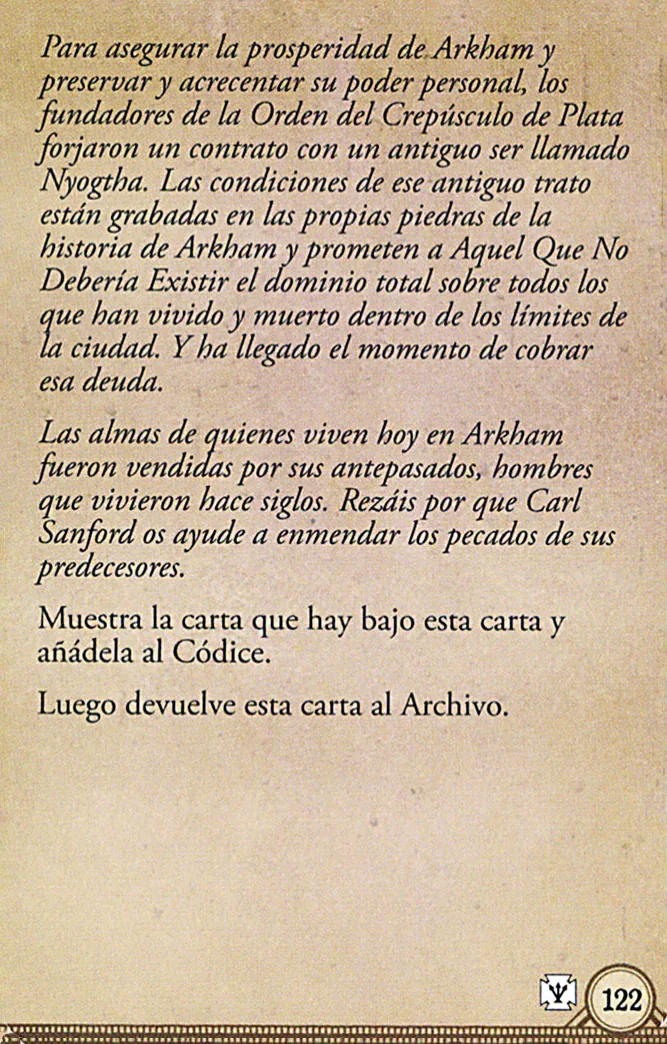 Para asegurar la prosperidad de Arkham y
preservar y acrecentar su poder personal, los
fundadores de la Orden del Crepúsculo de Plata
forjaron un contrato con un antiguo ser llamado
Nyogtha. Las condiciones de ese antiguo trato
están grabadas en las propias piedras de la
historia de Arkham y prometen a Aquel Que No
Debería Existir el dominio total sobre todos los
que han vivido y muerto dentro de los límites de
la ciudad. Y ha llegado el momento de cobrar
esa deuda.
Las almas de quienes viven hoy en Arkham
fueron vendidas por sus antepasados, hombres
que vivieron hace siglos. Rezáis por que Carl
Sanford os ayude a enmendar los pecados de sus
predecesores.
Muestra la carta que hay bajo esta carta y
añádela al Códice.
Luego devuelve esta carta al Archivo.
122